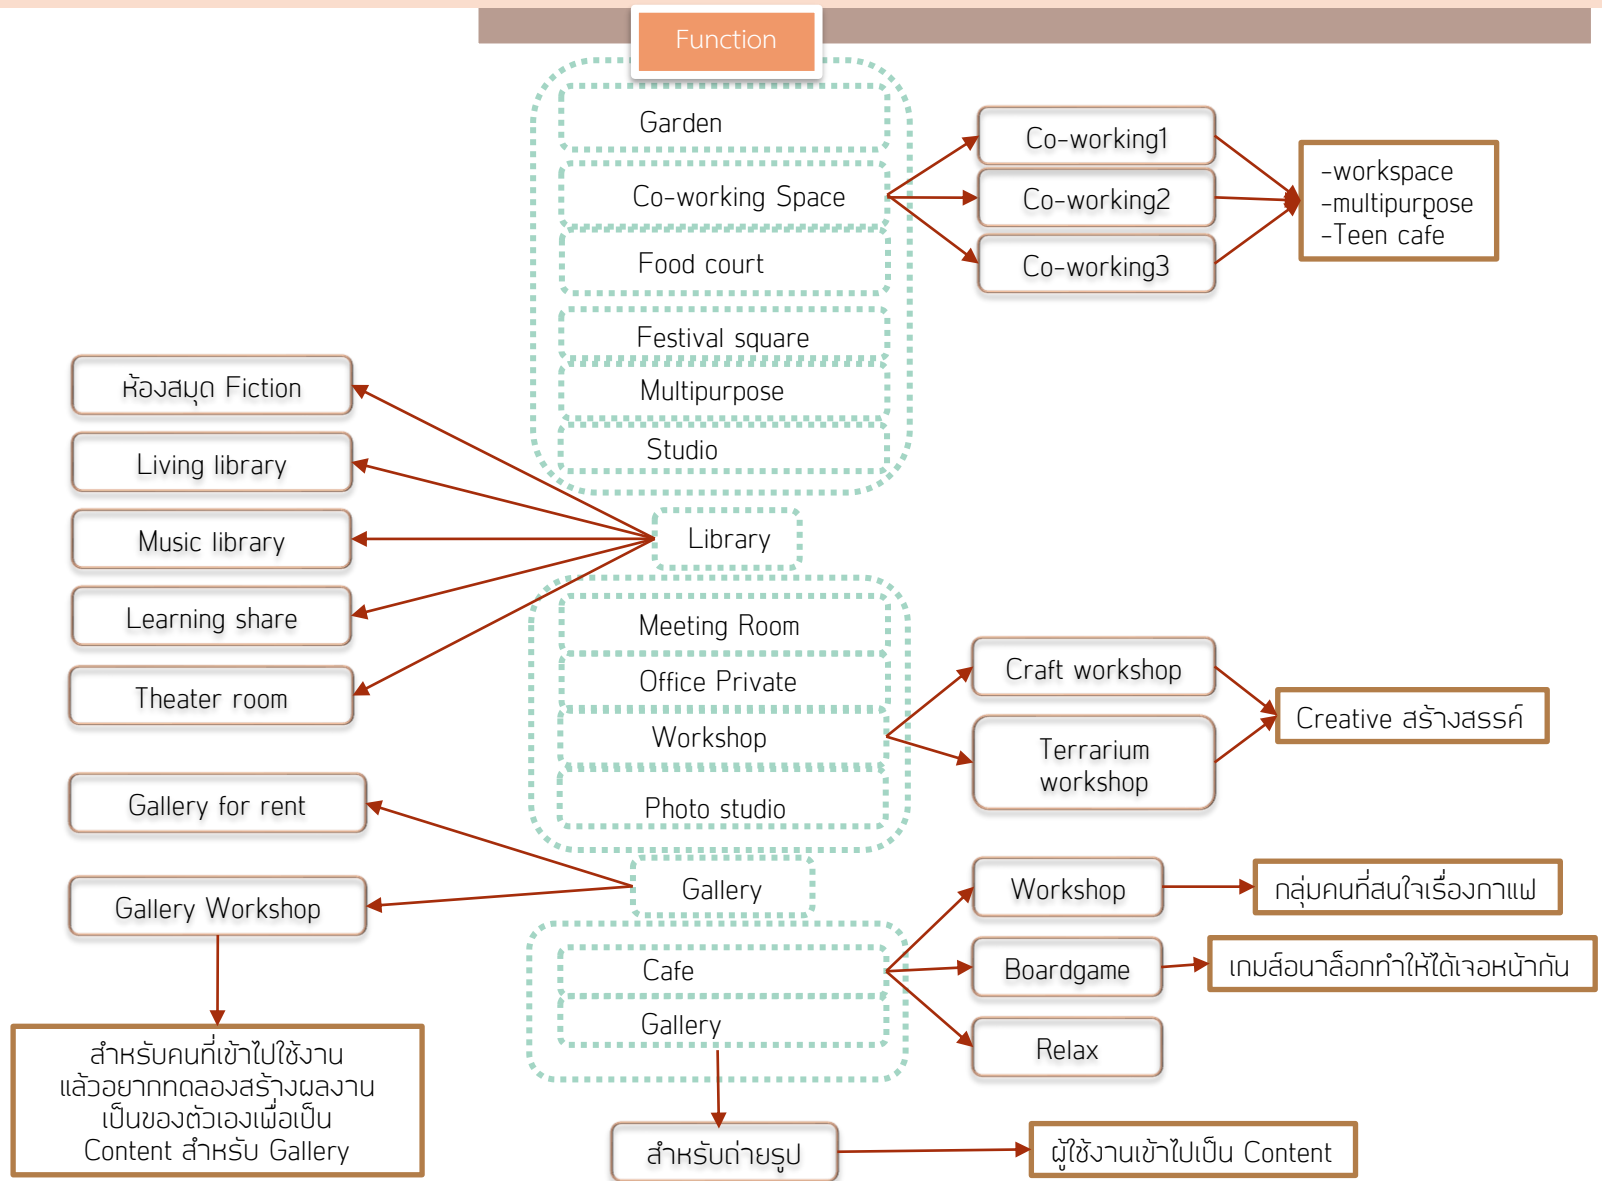 Function
Garden
Co-working Space
Food court
Festival square
Multipurpose
Studio
Co-working1
Co-working2
Co-working3
-workspace
-multipurpose
-Teen cafe
Library
ห้องสมุด Fiction
Living library
Music library
Learning share
Theater room
Meeting Room
Office Private
Workshop
Photo studio
Craft workshop
Terrarium
workshop
Creative สร้างสรรค์
Gallery
Gallery for rent
Gallery Workshop
สำหรับคนที่เข้าไปใช้งาน
แล้วอยากทดลองสร้างผลงาน
เป็นของตัวเองเพื่อเป็น
Content สำหรับ Gallery
Cafe
Gallery
Workshop
กลุ่มคนที่สนใจเรื่องกาแฟ
Boardgame
เกมส์อนาล็อกทำให้ได้เจอหน้ากัน
Relax
สำหรับถ่ายรูป
ผู้ใช้งานเข้าไปเป็น Content